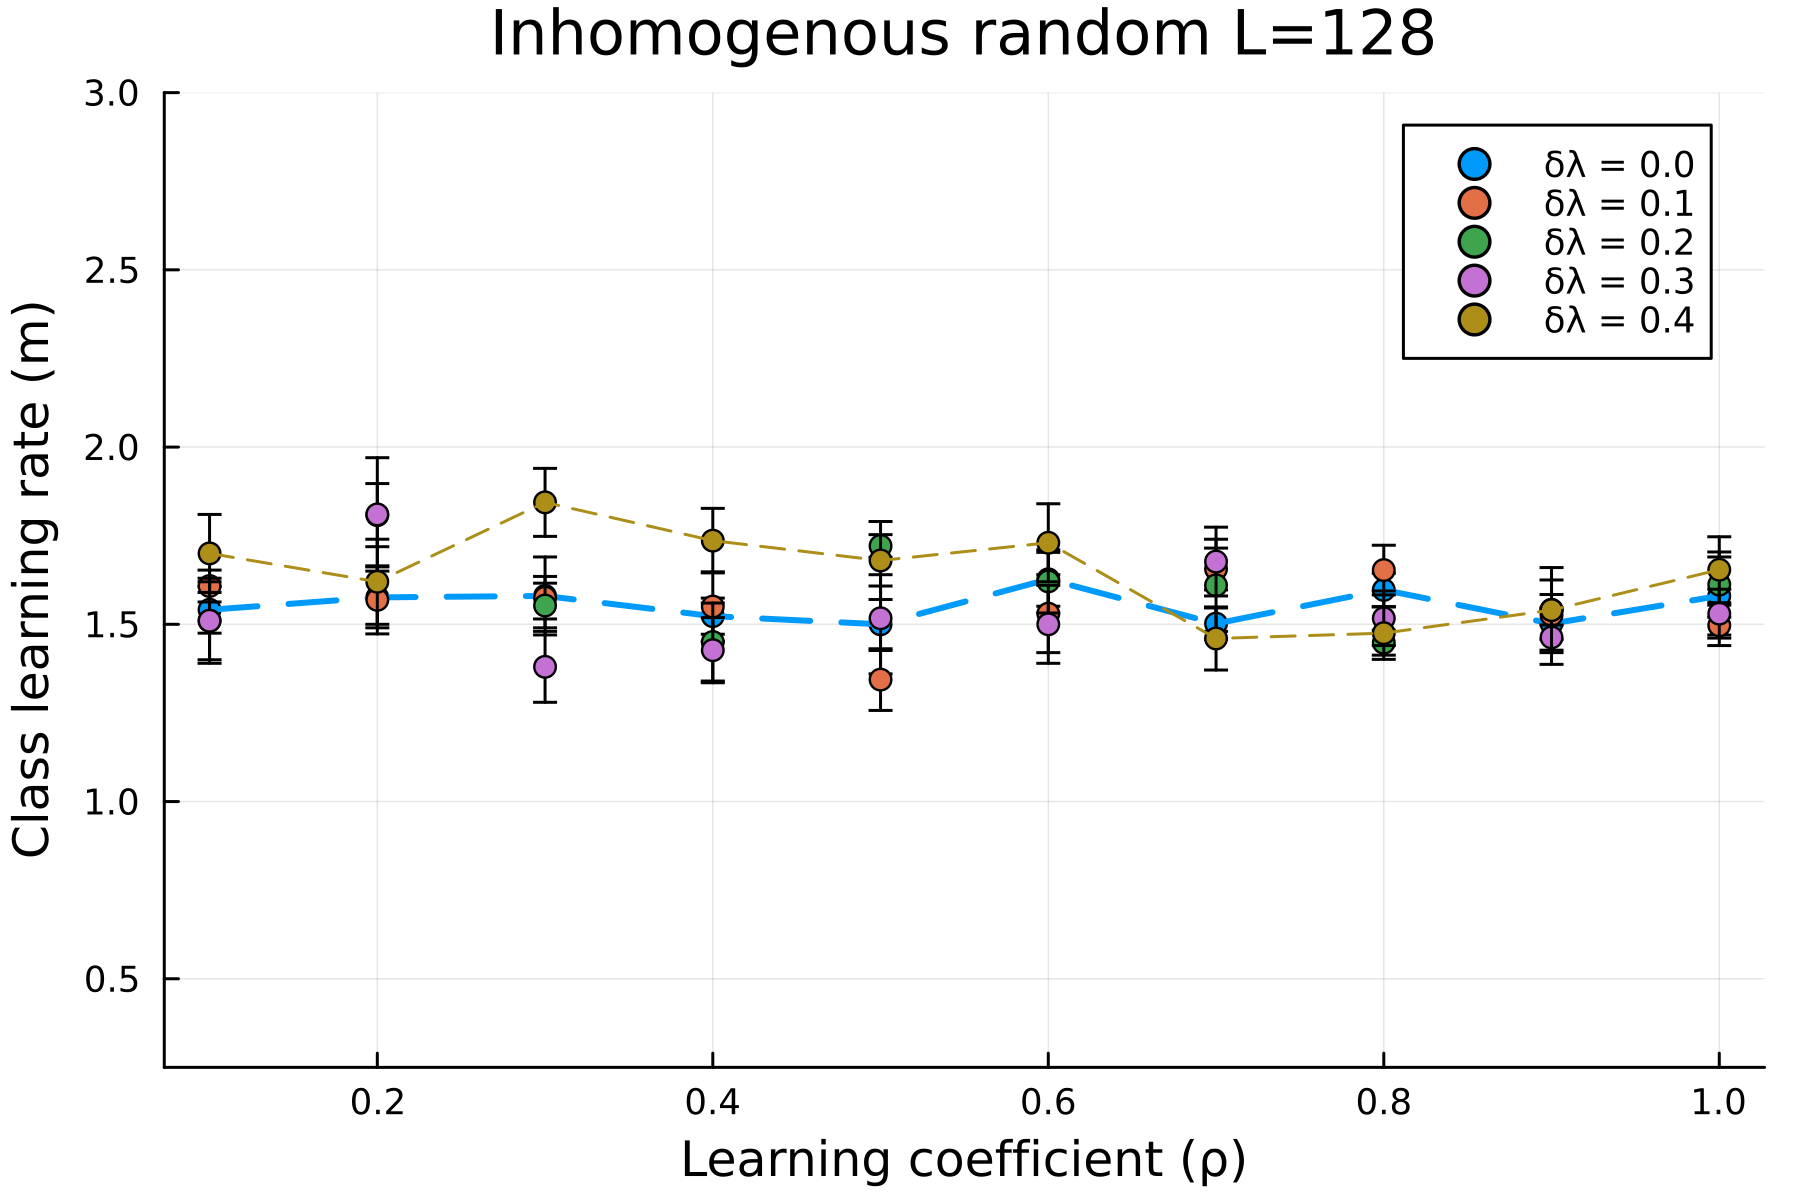 Inhomogenous random L=128
3.0
2.5
2.0
1.5
1.0
0.5
Class learning rate (m)
δλ = 0.0
δλ = 0.1
δλ = 0.2
δλ = 0.3
δλ = 0.4
0.2 0.4 0.6 0.8 1.0
Learning coefficient (ρ)